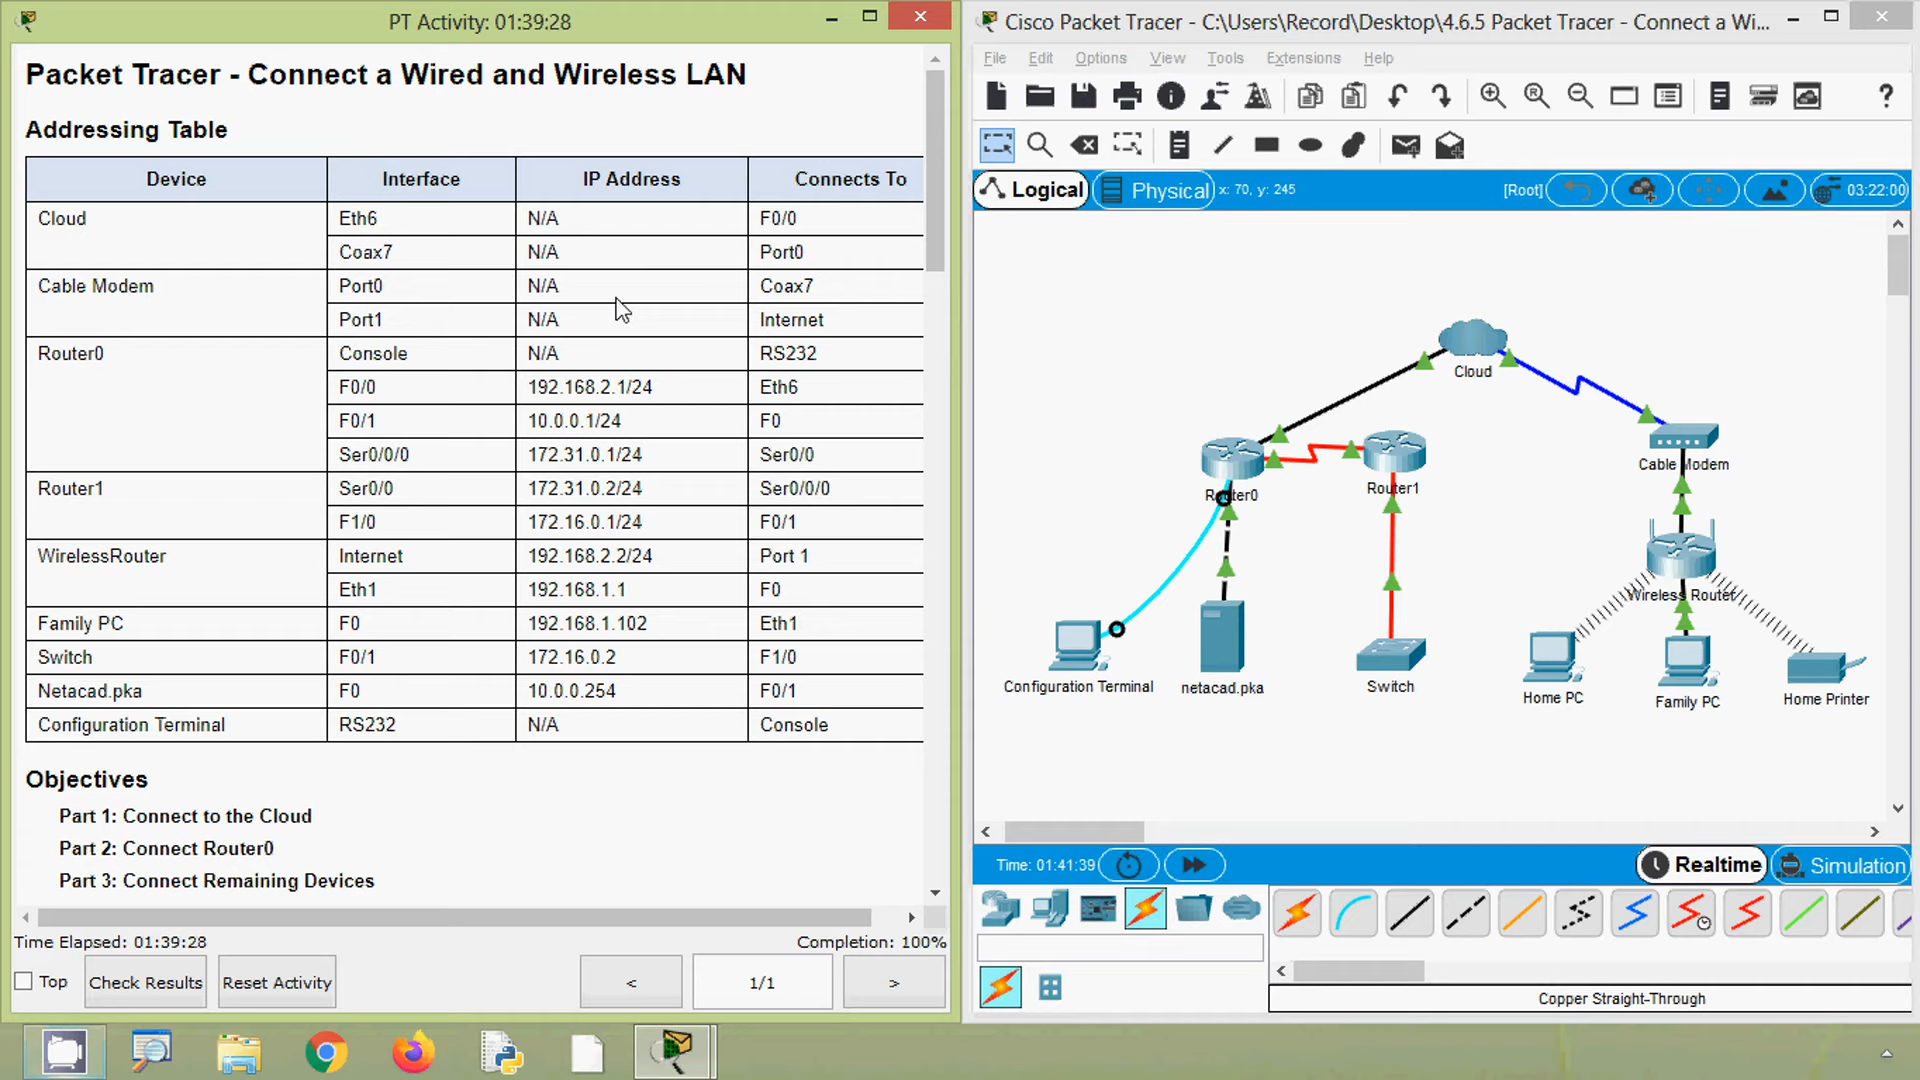 PT Activity: 01:39:28
Packet Tracer - Connect a Wired and Wireless LAN
Addressing Table
Device Interface IP Address Connects To
Cloud Eth6 N/A F0/0
Coax7 N/A Port0
Cable Modem Port0 N/A Coax7
Port1 N/A Internet
Router0 Console N/A RS232
F0/0 192.168.2.1/24 Eth6
F0/1 10.0.0.1/24 F0
Ser0/0/0 172.31.0.1/24 Ser0/0
Router1 Ser0/0 172.31.0.2/24 Ser0/0/0
F1/0 172.16.0.1/24 F0/1
WirelessRouter Internet 192.168.2.2/24 Port 1
Eth1 192.168.1.1 F0
Family PC F0 192.168.1.102 Eth1
Switch F0/1 172.16.0.2 F1/0
Netacad.pka F0 10.0.0.254 F0/1
Configuration Terminal RS232 N/A Console
Objectives
Part 1: Connect to the Cloud
Part 2: Connect Router0
Part 3: Connect Remaining Devices
Time Elapsed: 01:39:28 Completion: 100%
Top Check Results Reset Activity < 1/1 >
Cisco Packet Tracer - C:\Users\Record\Desktop\4.6.5 Packet Tracer - Connect a Wi...
File Edit Options View Tools Extensions Help
Logical Physical x: 70, y: 245 [Root] 03:22:00
Cloud
Cable Modem
Router0 Router1
Wireless Router
Configuration Terminal netacad.pka Switch Home PC Family PC Home Printer
Time: 01:41:39 Realtime Simulation
Copper Straight-Through